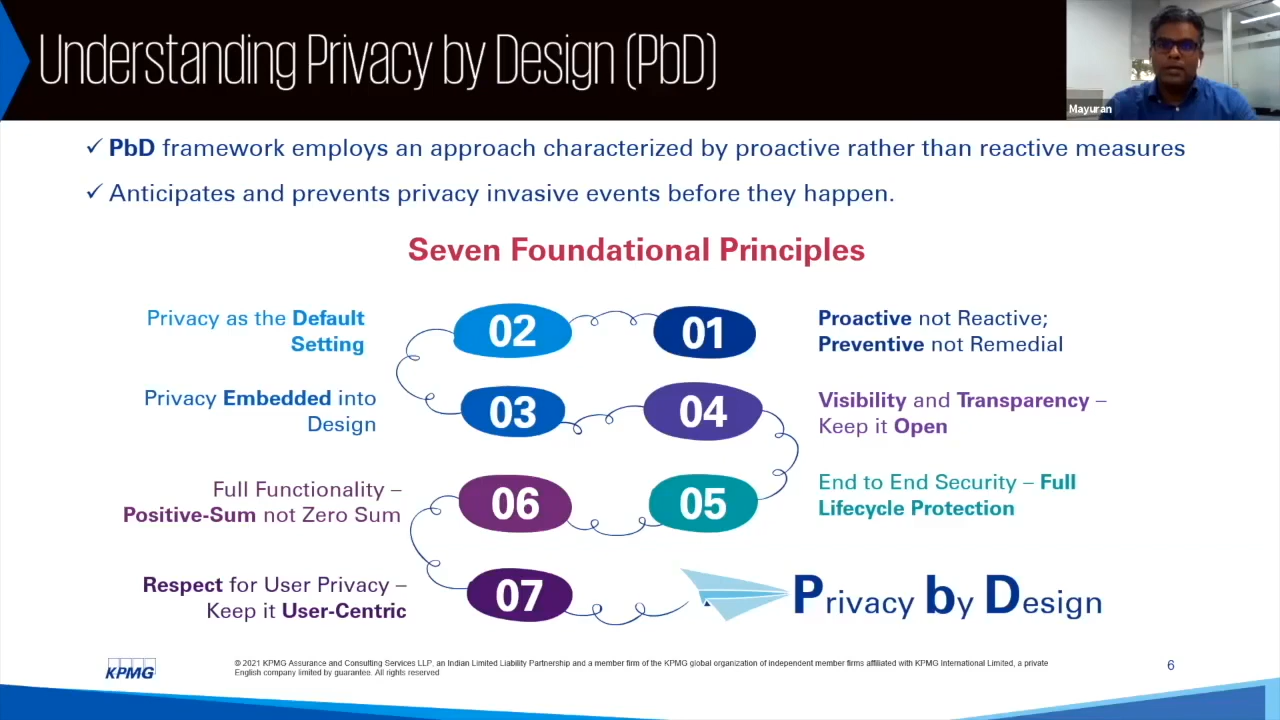 Understanding Privacy by Design (PbD)
Mayuran
✓ PbD framework employs an approach characterized by proactive rather than reactive measures
✓ Anticipates and prevents privacy invasive events before they happen.
Seven Foundational Principles
01
Proactive not Reactive;
Preventive not Remedial
02
Privacy as the Default
Setting
03
Privacy Embedded into
Design
04
Visibility and Transparency –
Keep it Open
05
End to End Security – Full
Lifecycle Protection
06
Full Functionality –
Positive-Sum not Zero Sum
07
Respect for User Privacy –
Keep it User-Centric
Privacy by Design
KPMG
© 2021 KPMG Assurance and Consulting Services LLP, an Indian Limited Liability Partnership and a member firm of the KPMG global organization of independent member firms affiliated with KPMG International Limited, a private
English company limited by guarantee. All rights reserved
6